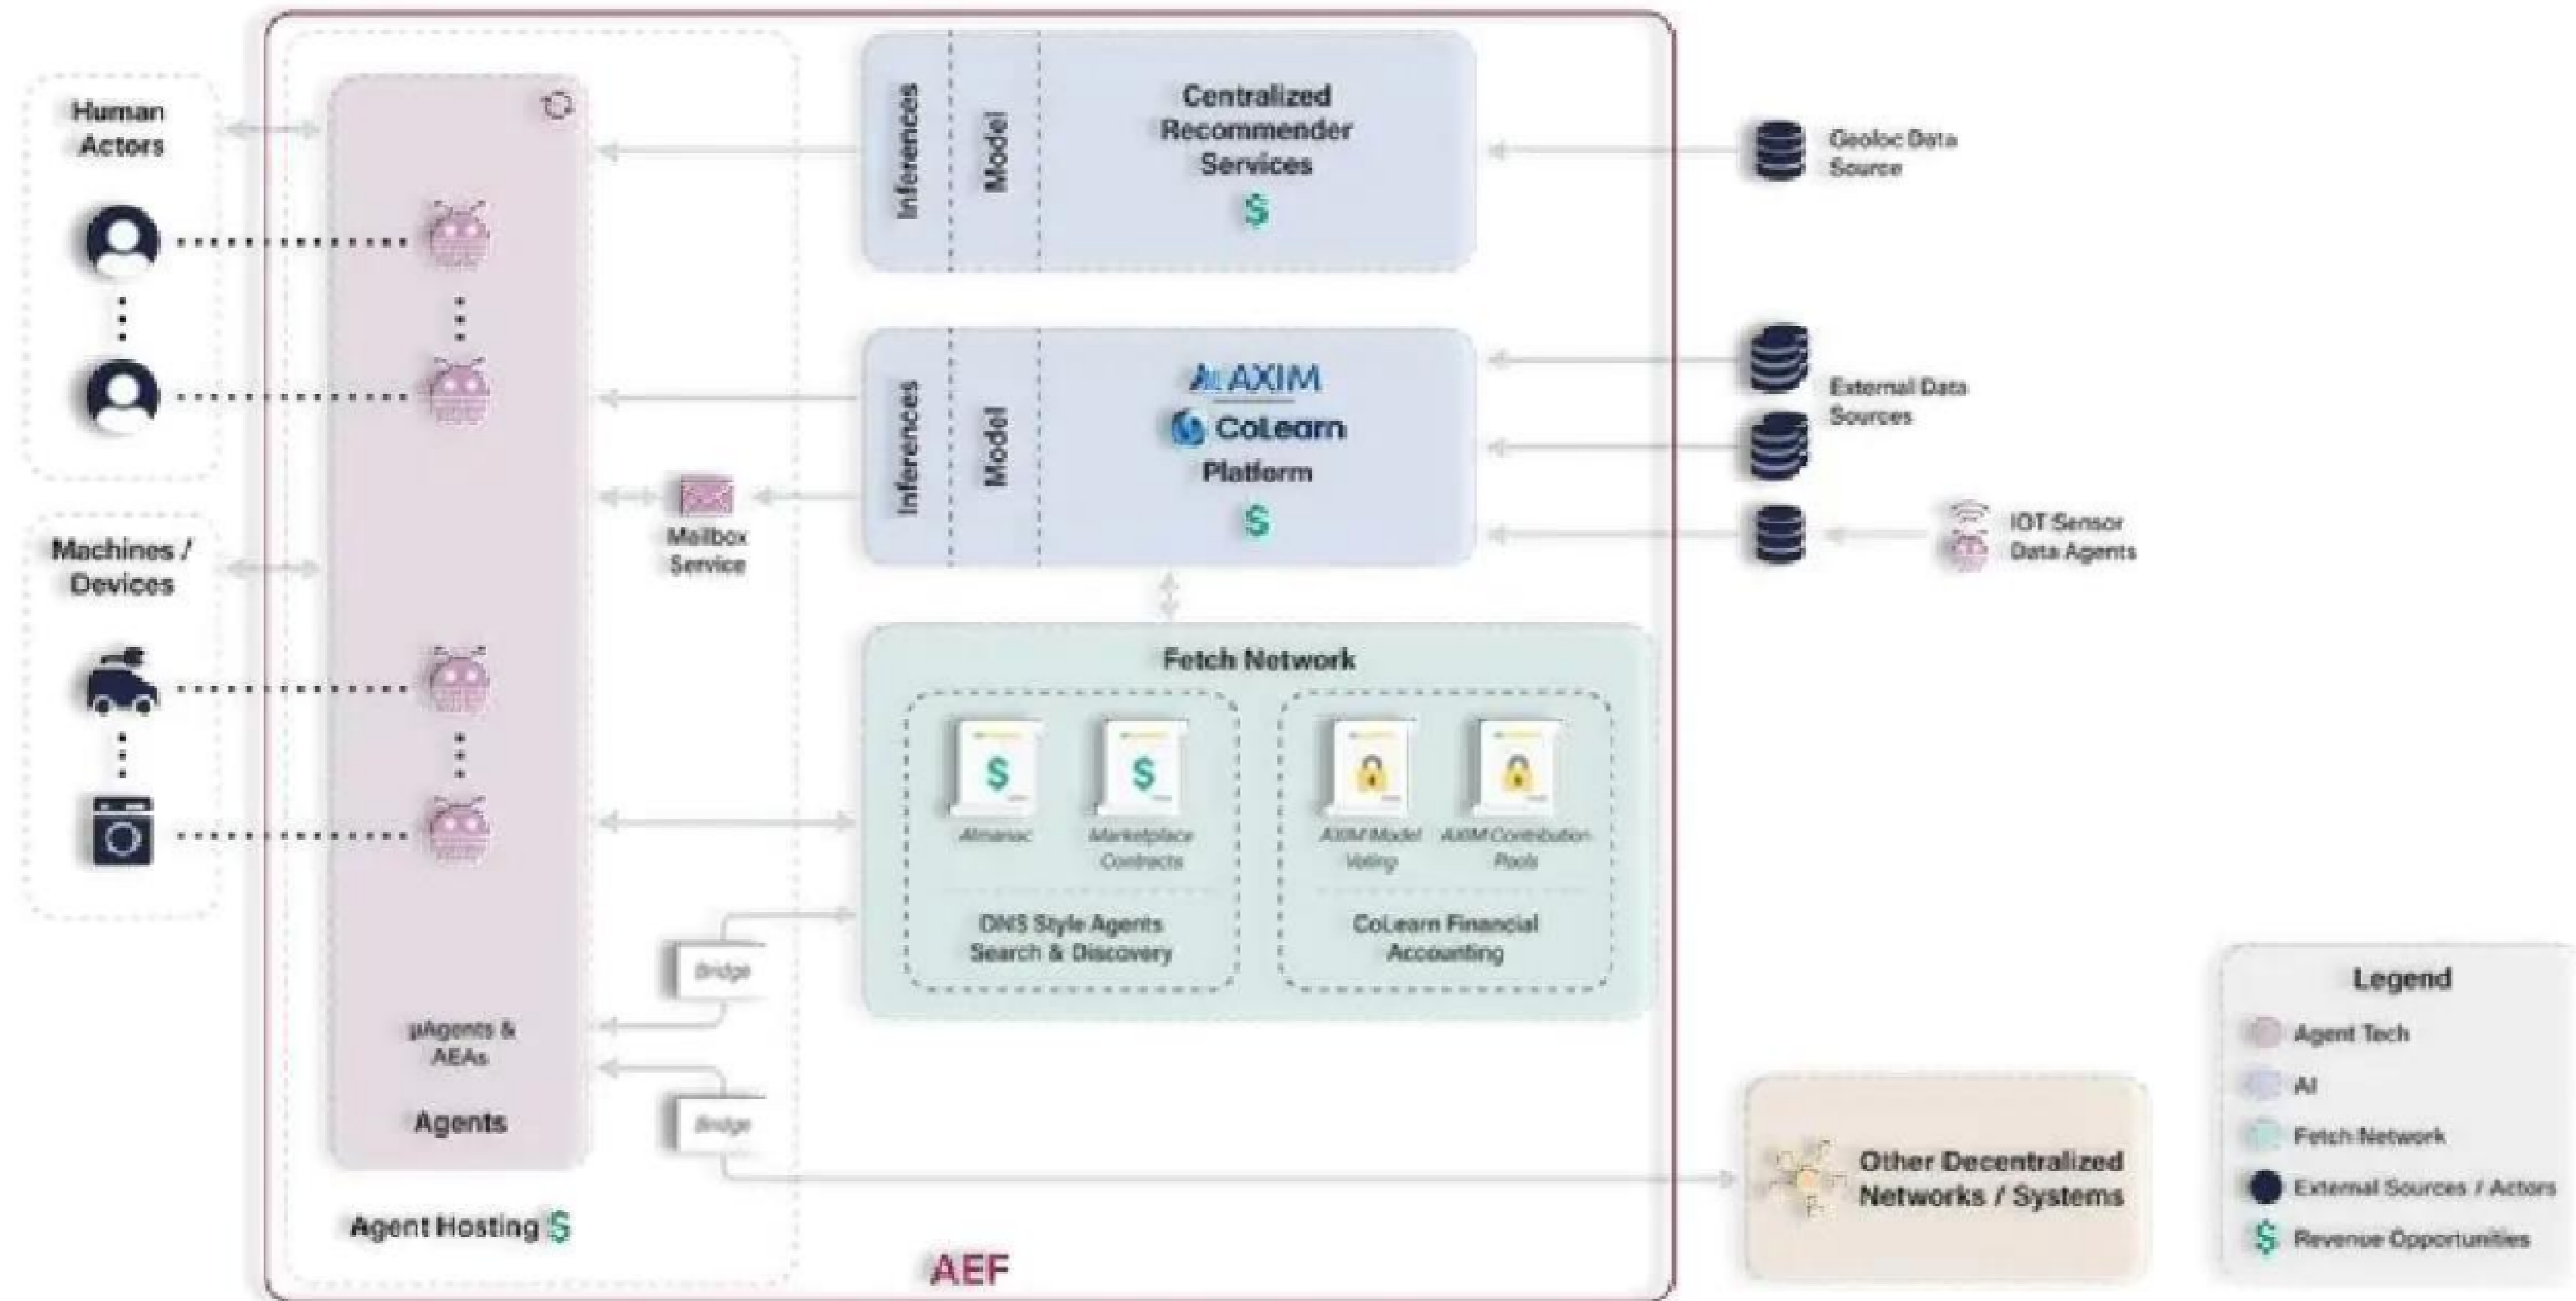 Human
Actors
Machines /
Devices
µAgents &
AEAs
Agents
Agent Hosting $
Mailbox
Service
Bridge
Bridge
Inferences
Model
Centralized
Recommender
Services
$
Inferences
Model
AXIM
CoLearn
Platform
$
Fetch Network
$
Almanac
$
Marketplace
Contracts
DNS Style Agents
Search & Discovery
AXIM Model
Voting
AXIM Contribution
Pools
CoLearn Financial
Accounting
AEF
Geoloc Data
Source
External Data
Sources
IOT Sensor
Data Agents
Other Decentralized
Networks / Systems
Legend
Agent Tech
AI
Fetch Network
External Sources / Actors
$ Revenue Opportunities